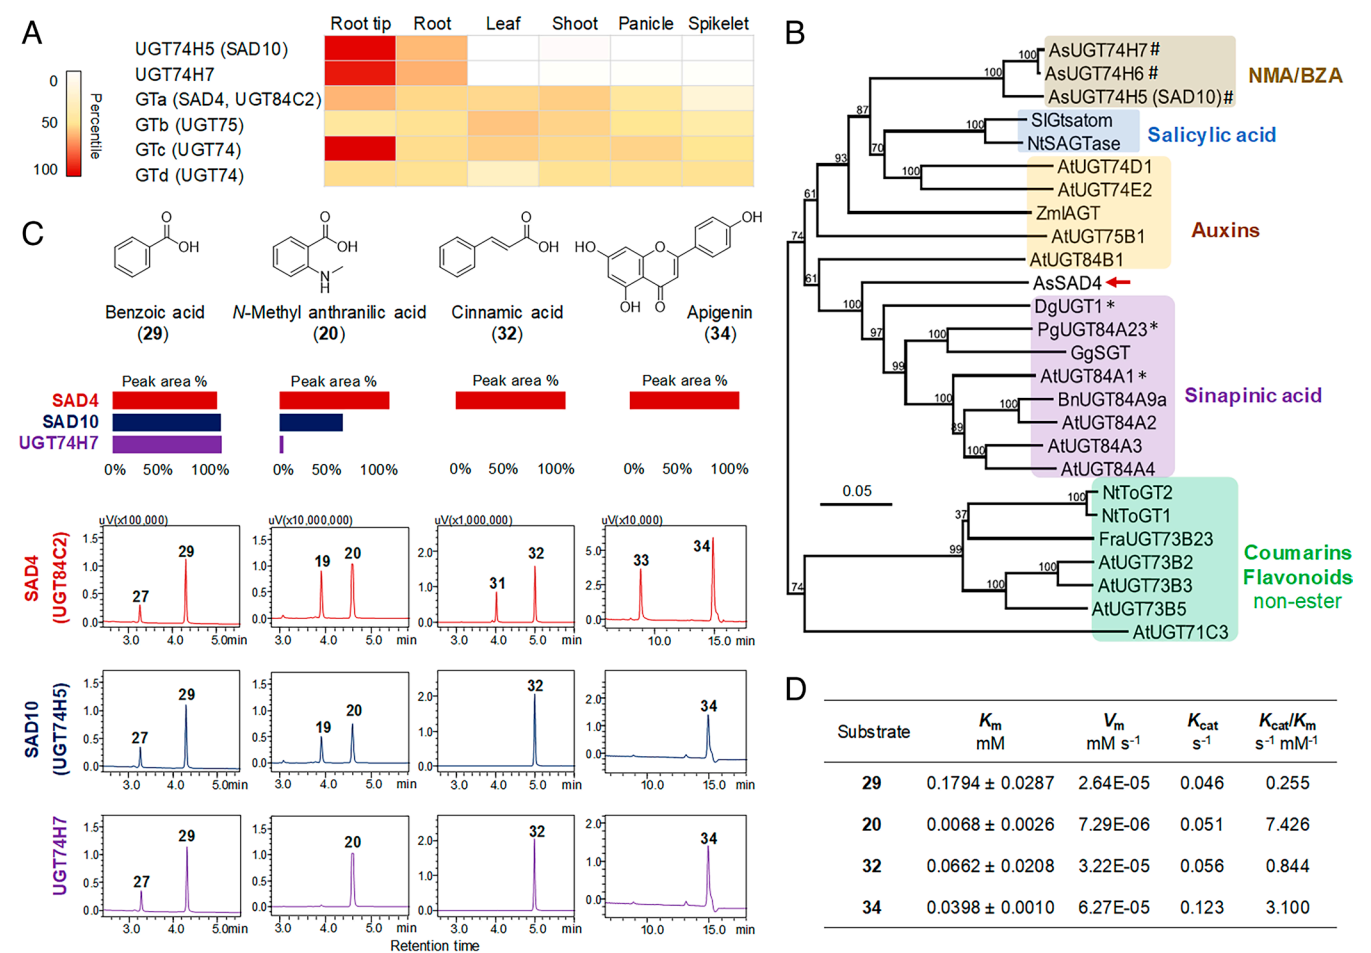 A
Root tip Root Leaf Shoot Panicle Spikelet
UGT74H5 (SAD10)
UGT74H7
GTa (SAD4, UGT84C2)
GTb (UGT75)
GTc (UGT74)
GTd (UGT74)
0
50
100
Percentile
B
AsUGT74H7 #
AsUGT74H6 #
AsUGT74H5 (SAD10)#
NMA/BZA
SlGtsatom
NtSAGTase
Salicylic acid
AtUGT74D1
AtUGT74E2
ZmIAGT
AtUGT75B1
AtUGT84B1
Auxins
AsSAD4
DgUGT1 *
PgUGT84A23 *
GgSGT
AtUGT84A1 *
BnUGT84A9a
AtUGT84A2
AtUGT84A3
AtUGT84A4
Sinapinic acid
NtToGT2
NtToGT1
FraUGT73B23
AtUGT73B2
AtUGT73B3
AtUGT73B5
AtUGT71C3
Coumarins
Flavonoids
non-ester
100
100
87
100
70
93
100
61
74
61
100
97
100
99
100
100
89
100
0.05
100
37
99
100
100
74
C
O
OH
O
OH
N
H
O
OH
OH
HO
O
OH
O
Benzoic acid
(29)
N-Methyl anthranilic acid
(20)
Cinnamic acid
(32)
Apigenin
(34)
Peak area % Peak area % Peak area % Peak area %
SAD4
SAD10
UGT74H7
0% 50% 100% 0% 50% 100% 0% 50% 100% 0% 50% 100%
SAD4
(UGT84C2)
uV(x100,000)
1.5
1.0
0.5
0.0
27
29
3.0 4.0 5.0min
uV(x10,000,000)
1.5
1.0
0.5
0.0
19
20
3.0 4.0 5.0 min
uV(x1,000,000)
2.0
1.0
0.0
31
32
4.0 5.0 min
uV(x10,000)
5.0
2.5
0.0
33
34
10.0 15.0 min
SAD10
(UGT74H5)
1.5
1.0
0.5
0.0
27
29
3.0 4.0 5.0min
1.5
1.0
0.5
0.0
19
20
3.0 4.0 5.0 min
2.0
1.0
0.0
32
4.0 5.0 min
2.0
1.0
0.0
34
10.0 15.0 min
UGT74H7
1.5
1.0
0.5
0.0
27
29
3.0 4.0 5.0 min
1.5
1.0
0.5
0.0
20
3.0 4.0 5.0 min
2.0
1.0
0.0
32
4.0 5.0 min
2.0
1.0
0.0
34
10.0 15.0 min
Retention time
D
Substrate Km mM Vm mM s-1 Kcat s-1 Kcat/Km s-1 mM-1
29 0.1794 ± 0.0287 2.64E-05 0.046 0.255
20 0.0068 ± 0.0026 7.29E-06 0.051 7.426
32 0.0662 ± 0.0208 3.22E-05 0.056 0.844
34 0.0398 ± 0.0010 6.27E-05 0.123 3.100